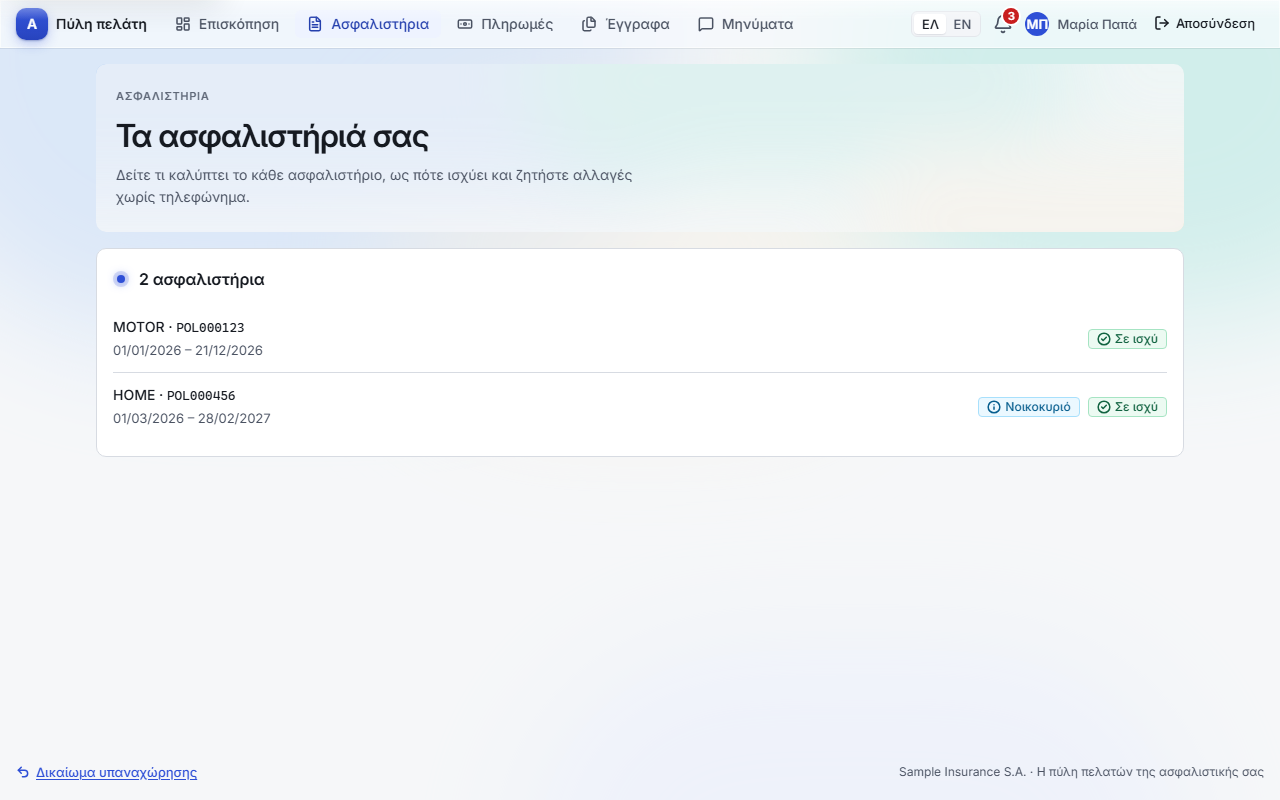 A Πύλη πελάτη Επισκόπηση Ασφαλιστήρια Πληρωμές Έγγραφα Μηνύματα ΕΛ EN 3 ΜΠ Μαρία Παπά Αποσύνδεση
ΑΣΦΑΛΙΣΤΗΡΙΑ
Τα ασφαλιστήριά σας
Δείτε τι καλύπτει το κάθε ασφαλιστήριο, ως πότε ισχύει και ζητήστε αλλαγές
χωρίς τηλεφώνημα.
2 ασφαλιστήρια
MOTOR · POL000123
01/01/2026 – 21/12/2026
Σε ισχύ
HOME · POL000456
01/03/2026 – 28/02/2027
Νοικοκυριό Σε ισχύ
Δικαίωμα υπαναχώρησης
Sample Insurance S.A. · Η πύλη πελατών της ασφαλιστικής σας